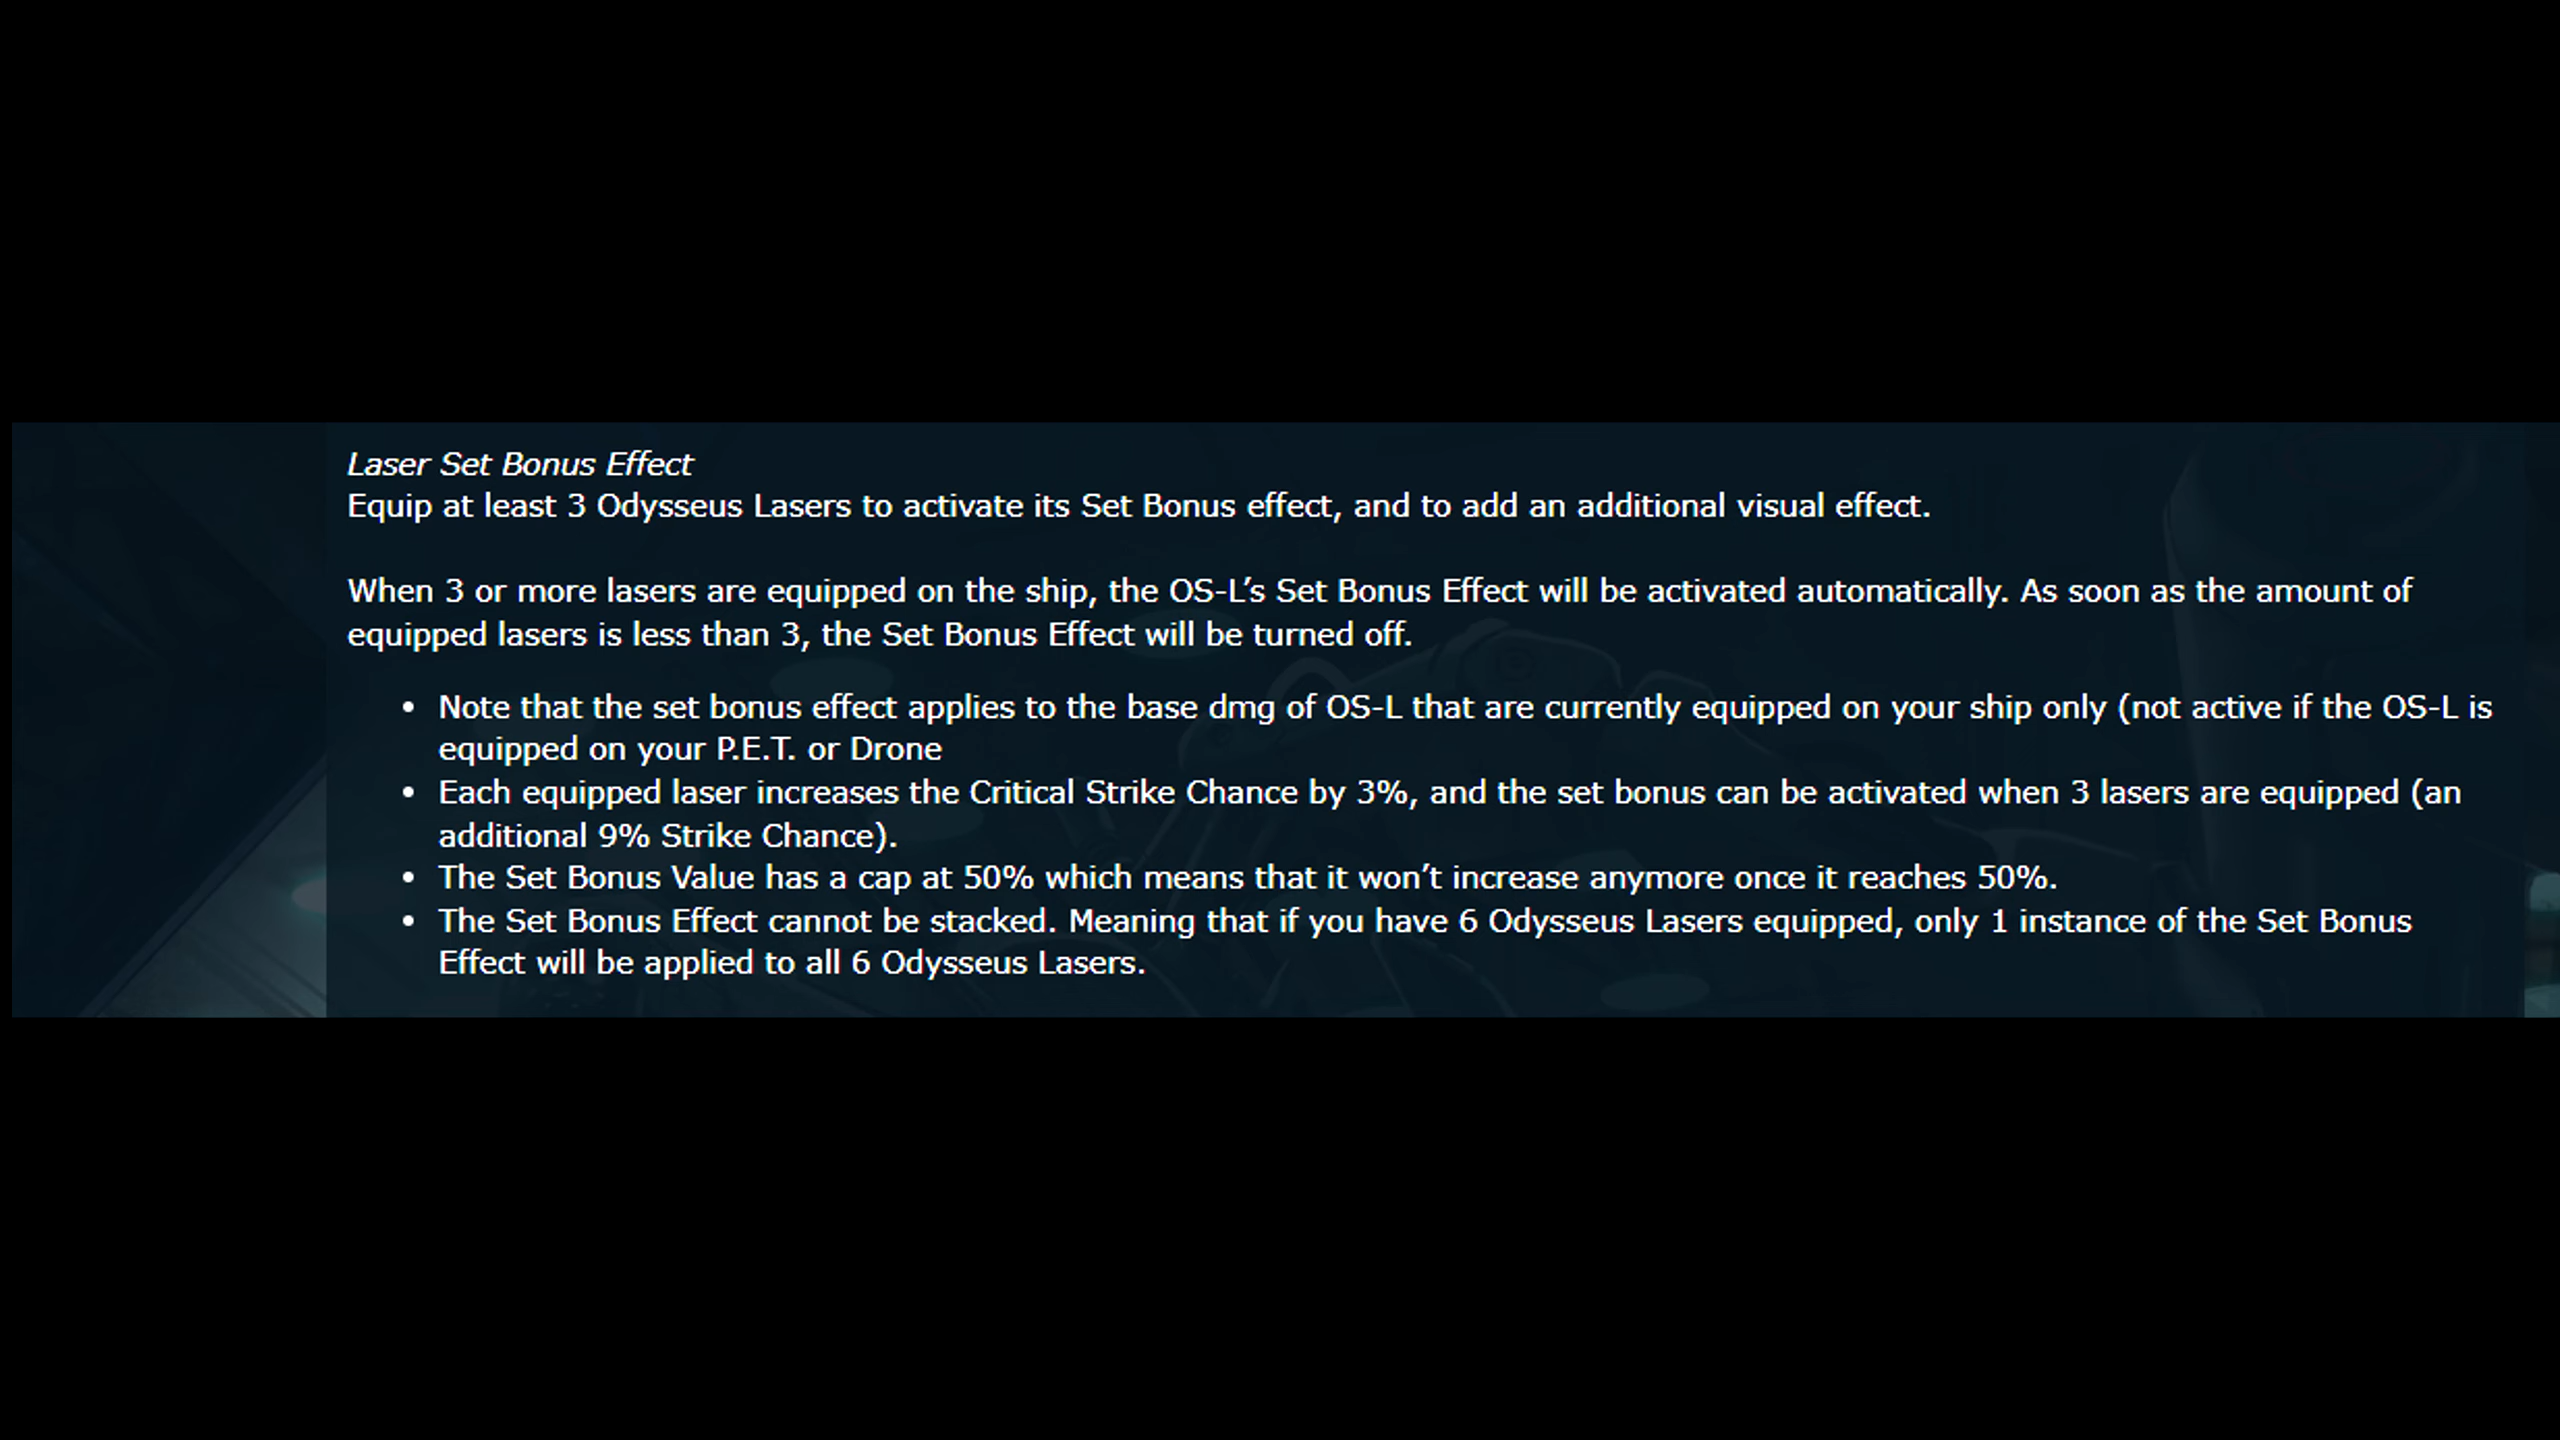 Laser Set Bonus Effect
Equip at least 3 Odysseus Lasers to activate its Set Bonus effect, and to add an additional visual effect.
When 3 or more lasers are equipped on the ship, the OS-L’s Set Bonus Effect will be activated automatically. As soon as the amount of
equipped lasers is less than 3, the Set Bonus Effect will be turned off.
• Note that the set bonus effect applies to the base dmg of OS-L that are currently equipped on your ship only (not active if the OS-L is
equipped on your P.E.T. or Drone
• Each equipped laser increases the Critical Strike Chance by 3%, and the set bonus can be activated when 3 lasers are equipped (an
additional 9% Strike Chance).
• The Set Bonus Value has a cap at 50% which means that it won’t increase anymore once it reaches 50%.
• The Set Bonus Effect cannot be stacked. Meaning that if you have 6 Odysseus Lasers equipped, only 1 instance of the Set Bonus
Effect will be applied to all 6 Odysseus Lasers.